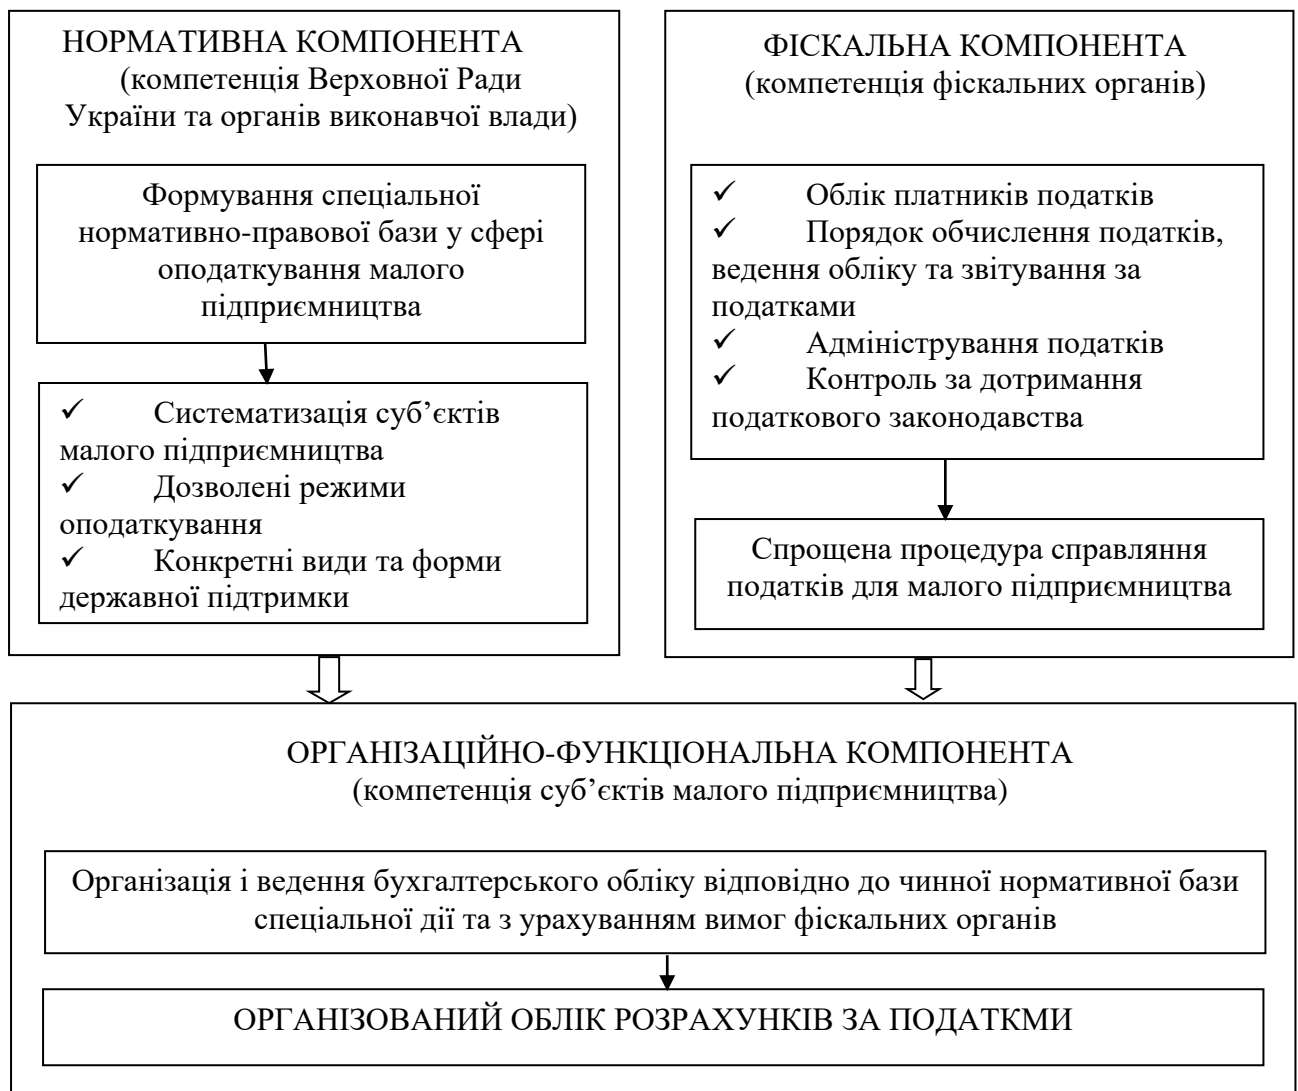 НОРМАТИВНА КОМПОНЕНТА
(компетенція Верховної Ради
України та органів виконавчої влади)
Формування спеціальної
нормативно-правової бази у сфері
оподаткування малого
підприємництва
✓ Систематизація суб’єктів
малого підприємництва
✓ Дозволені режими
оподаткування
✓ Конкретні види та форми
державної підтримки
ФІСКАЛЬНА КОМПОНЕНТА
(компетенція фіскальних органів)
✓ Облік платників податків
✓ Порядок обчислення податків,
ведення обліку та звітування за
податками
✓ Адміністрування податків
✓ Контроль за дотримання
податкового законодавства
Спрощена процедура справляння
податків для малого підприємництва
ОРГАНІЗАЦІЙНО-ФУНКЦІОНАЛЬНА КОМПОНЕНТА
(компетенція суб’єктів малого підприємництва)
Організація і ведення бухгалтерського обліку відповідно до чинної нормативної бази
спеціальної дії та з урахуванням вимог фіскальних органів
ОРГАНІЗОВАНИЙ ОБЛІК РОЗРАХУНКІВ ЗА ПОДАТКМИ